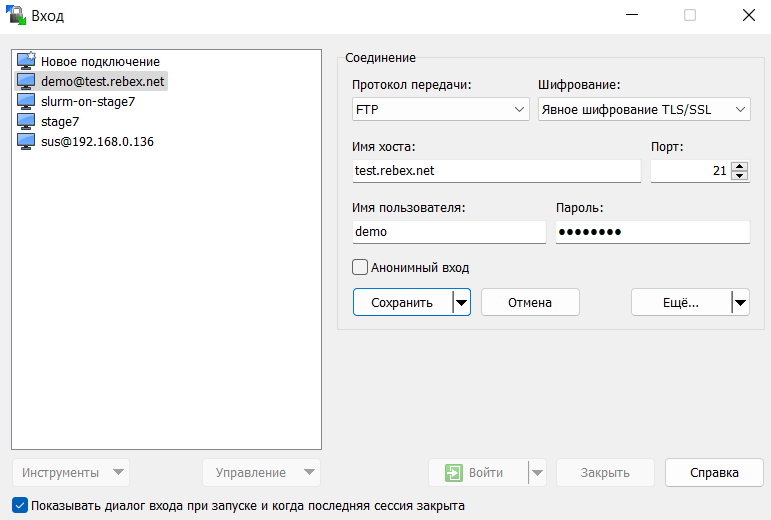 Вход
Новое подключение
demo@test.rebex.net
slurm-on-stage7
stage7
sus@192.168.0.136
Соединение
Протокол передачи: Шифрование:
FTP Явное шифрование TLS/SSL
Имя хоста: Порт:
test.rebex.net 21
Имя пользователя: Пароль:
demo ●●●●●●●●
Анонимный вход
Сохранить Отмена Ещё...
Инструменты Управление Войти Закрыть Справка
Показывать диалог входа при запуске и когда последняя сессия закрыта